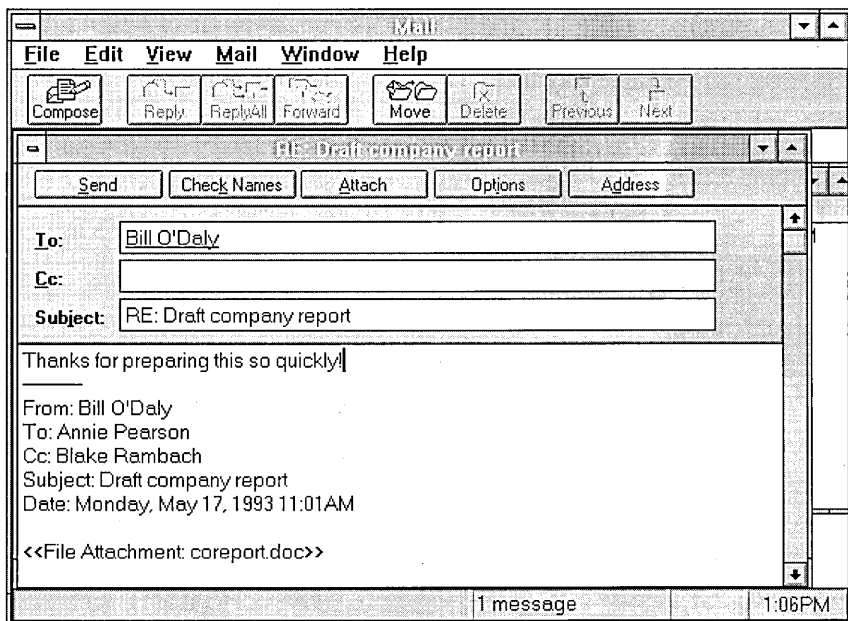 Mail
File Edit View Mail Window Help
Compose Reply ReplyAll Forward Move Delete Previous Next
RE: Draft company report
Send Check Names Attach Options Address
To: Bill O'Daly
Cc:
Subject: RE: Draft company report
Thanks for preparing this so quickly!
From: Bill O'Daly
To: Annie Pearson
Cc: Blake Rambach
Subject: Draft company report
Date: Monday, May 17, 1993 11:01AM
<<File Attachment: coreport.doc>>
1 message 1:06PM